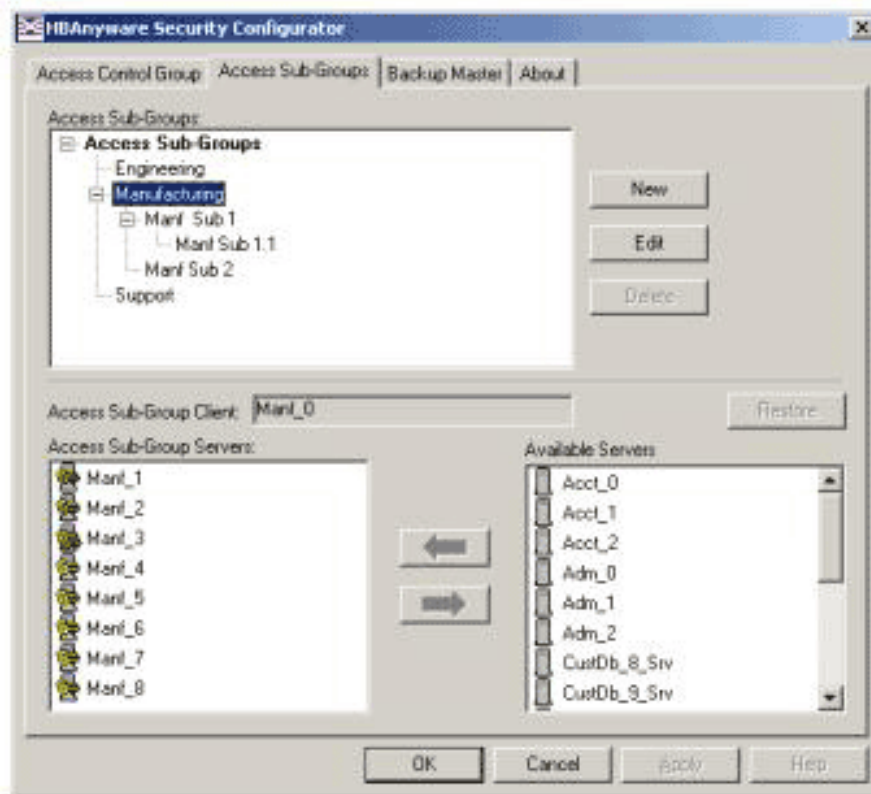 HBAnyware Security Configurator
Access Control Group Access Sub-Groups Backup Master About
Access Sub-Groups:
Access Sub-Groups
Engineering
Manufacturing
Manf Sub 1
Manf Sub 1.1
Manf Sub 2
Support
New
Edit
Delete
Access Sub-Group Client: Manf_0
Restore
Access Sub-Group Servers:
Manf_1
Manf_2
Manf_3
Manf_4
Manf_5
Manf_6
Manf_7
Manf_8
Available Servers
Acct_0
Acct_1
Acct_2
Adm_0
Adm_1
Adm_2
CustDb_8_Srv
CustDb_9_Srv
OK Cancel Apply Help